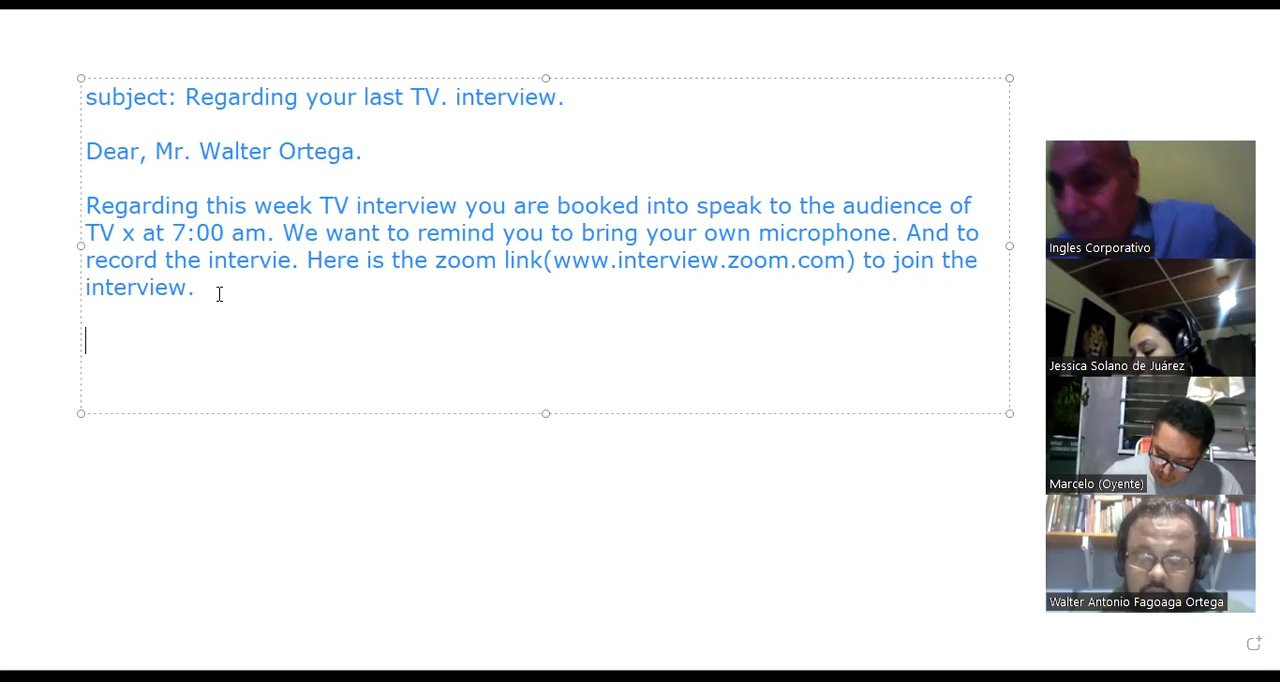 subject: Regarding your last TV. interview.
Dear, Mr. Walter Ortega.
Regarding this week TV interview you are booked into speak to the audience of
TV x at 7:00 am. We want to remind you to bring your own microphone. And to
record the intervie. Here is the zoom link(www.interview.zoom.com) to join the
interview.
Ingles Corporativo
Jessica Solano de Juárez
Marcelo (Oyente)
Walter Antonio Fagoaga Ortega